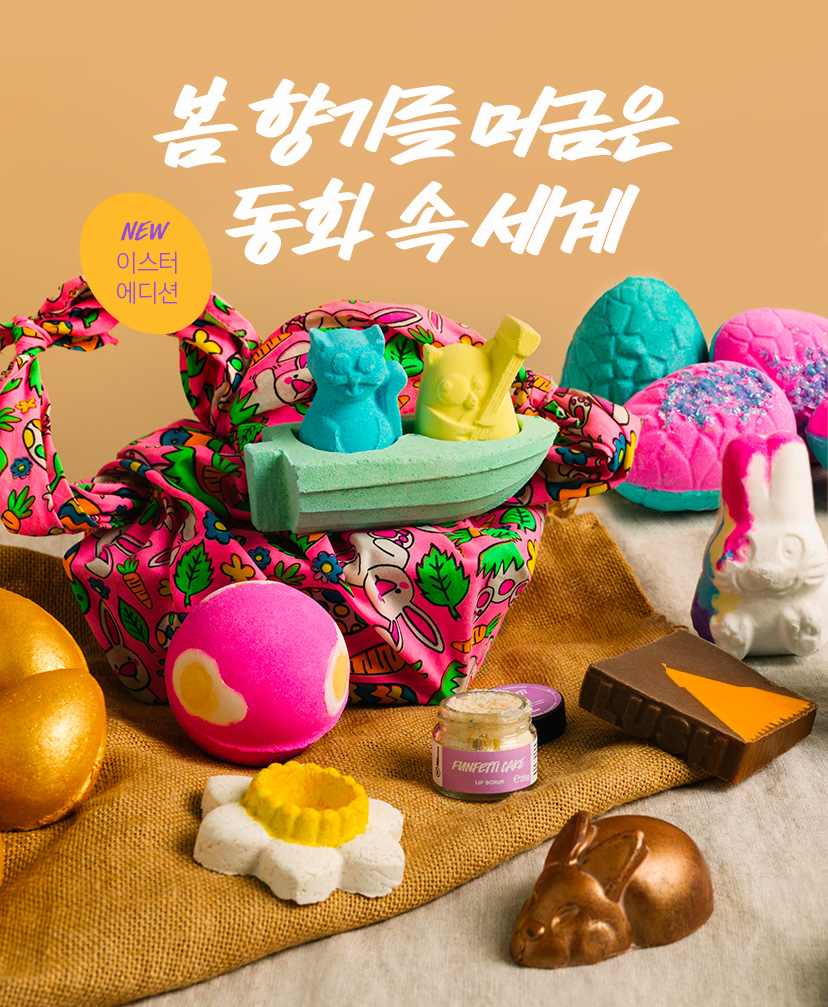 봄 향기를 머금은
동화 속 세계
NEW
이스터
에디션
LUSH
FUNFETTI CAKE
LIP SCRUB
℮25g